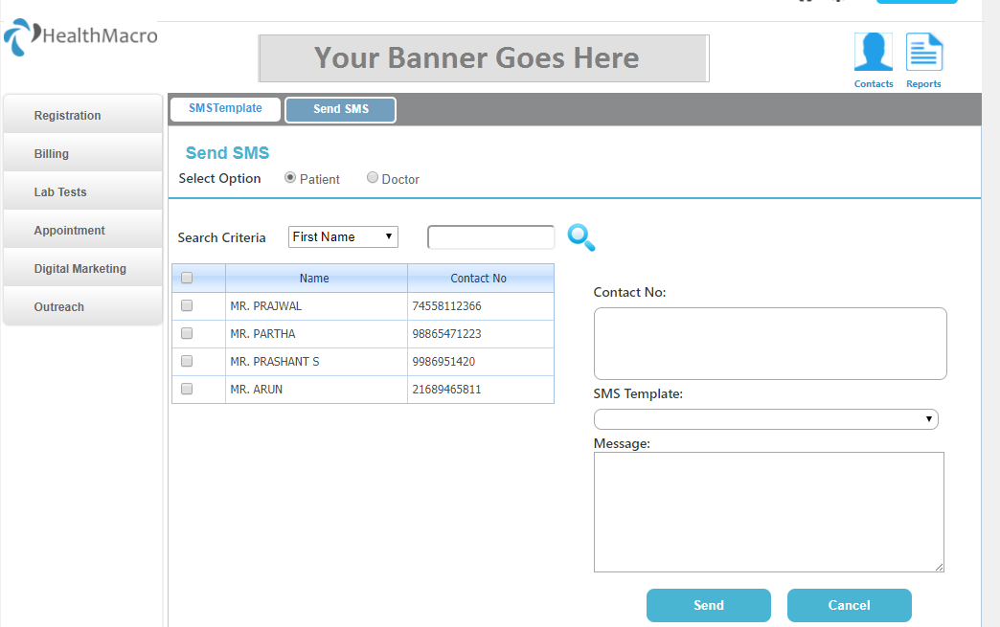 HealthMacro
Your Banner Goes Here
Contacts
Reports
Registration
Billing
Lab Tests
Appointment
Digital Marketing
Outreach
SMSTemplate
Send SMS
Send SMS
Select Option
Patient
Doctor
Search Criteria
First Name
Name
Contact No
MR. PRAJWAL
74558112366
MR. PARTHA
98865471223
MR. PRASHANT S
9986951420
MR. ARUN
21689465811
Contact No:
SMS Template:
Message:
Send
Cancel